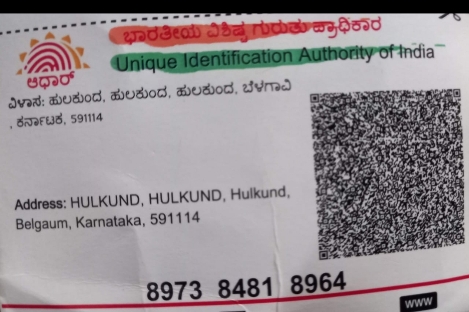 ಭಾರತೀಯ ವಿಶಿಷ್ಟ ಗುರುತು ಪ್ರಾಧಿಕಾರ
Unique Identification Authority of India
ಆಧಾರ್
ವಿಳಾಸ: ಹುಲಕುಂದ, ಹುಲಕುಂದ, ಹುಲಕುಂದ, ಬೆಳಗಾವಿ
, ಕರ್ನಾಟಕ, 591114
Address: HULKUND, HULKUND, Hulkund,
Belgaum, Karnataka, 591114
8973 8481 8964
www